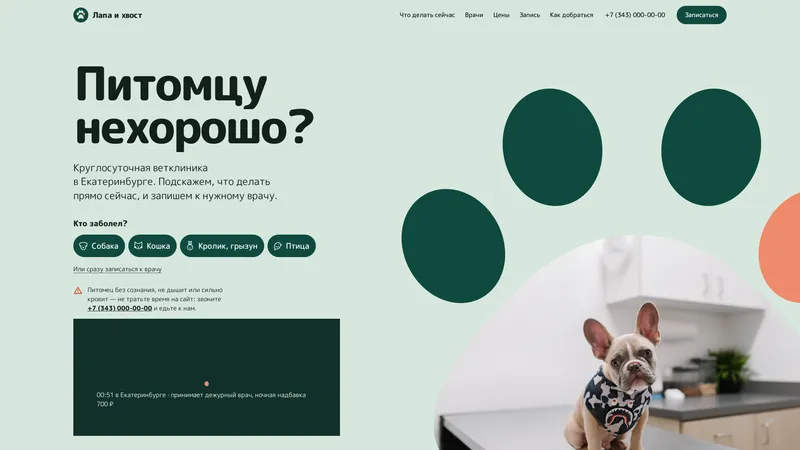 Лапа и хвост
Что делать сейчас
Врачи
Цены
Запись
Как добраться
+7 (343) 000-00-00
Записаться
Питомцу
нехорошо?
Круглосуточная ветклиника
в Екатеринбурге. Подскажем, что делать
прямо сейчас, и запишем к нужному врачу.
Кто заболел?
Собака
Кошка
Кролик, грызун
Птица
Или сразу записаться к врачу
Питомец без сознания, не дышит или сильно
кровит — не тратьте время на сайт: звоните
+7 (343) 000-00-00 и едьте к нам.
00:51 в Екатеринбурге · принимает дежурный врач, ночная надбавка
700 ₽